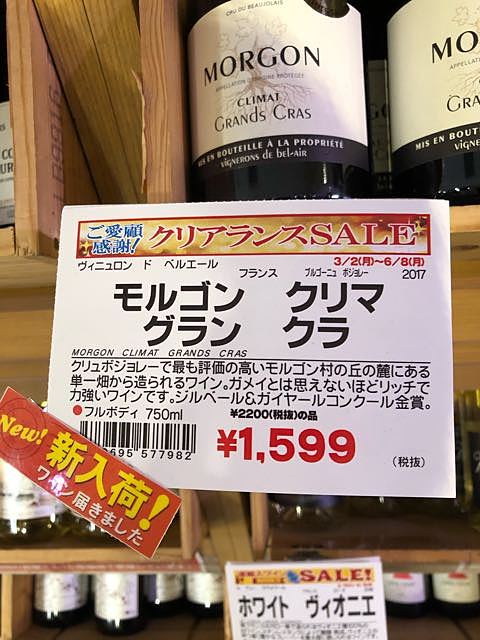 CRU DU BEAUJOLAIS
MORGON
APPELLATION D'ORIGINE PROTÉGÉE
CLIMAT
GRANDS CRAS
MIS EN BOUTEILLE À LA PROPRIÉTÉ
VIGNERONS DE bel-AIR
MO
GRA
MIS EN BOUT
VIGNE
ご愛顧
感謝!
クリアランスSALE
3/2(月)~6/8(月)
ヴィニュロン ド ベルエール
フランス
ブルゴーニュ ボジョレー
2017
モルゴン クリマ
グラン クラ
MORGON CLIMAT GRANDS CRAS
クリュボジョレーで最も評価の高いモルゴン村の丘の麓にある
単一畑から造られるワイン。ガメイとは思えないほどリッチで
力強いワインです。ジルベール&ガイヤールコンクール金賞。
●フルボディ 750ml
¥2200(税抜)の品
¥1,599
(税抜)
695 577982
New!
新入荷!
ワイン届きました
SALE!
ホワイト ヴィオニエ